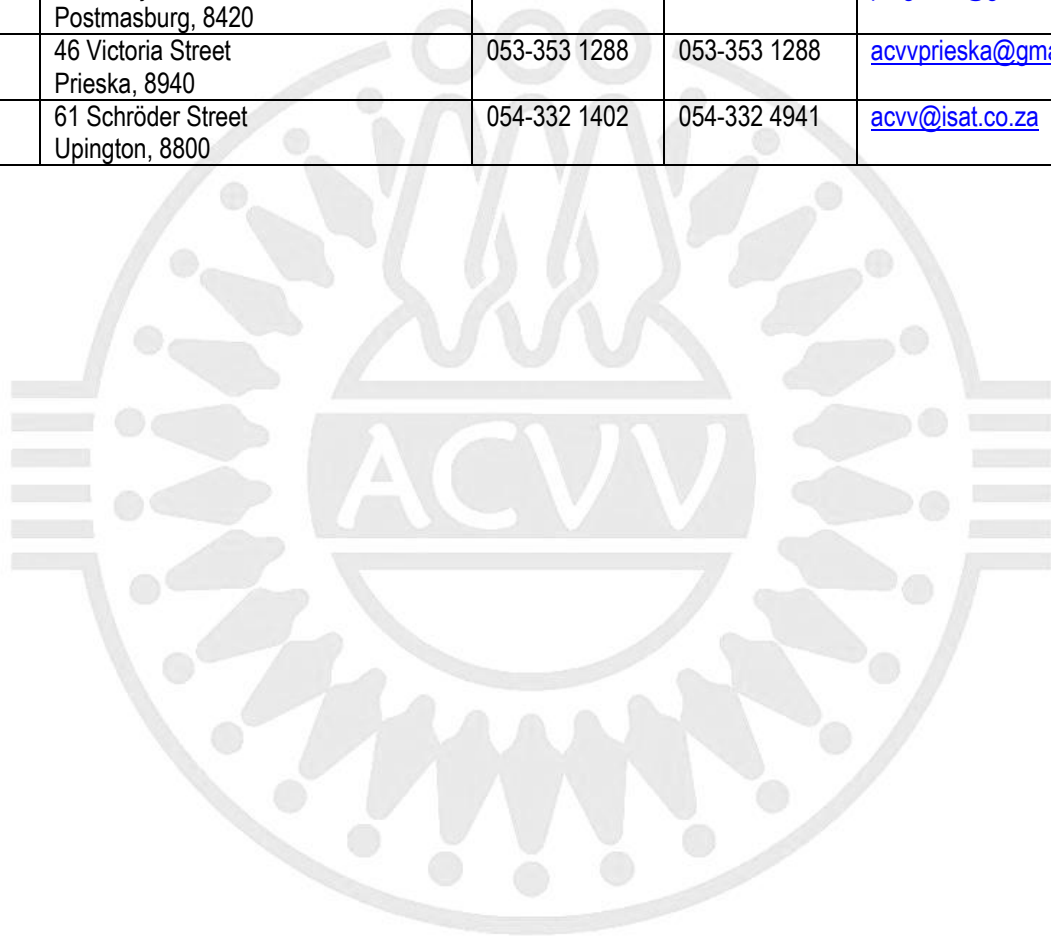 Postmasburg, 8420
46 Victoria Street 053-353 1288 053-353 1288
Prieska, 8940
61 Schröder Street 054-332 1402 054-332 4941 acvv@isat.co.za
Upington, 8800
ACVV